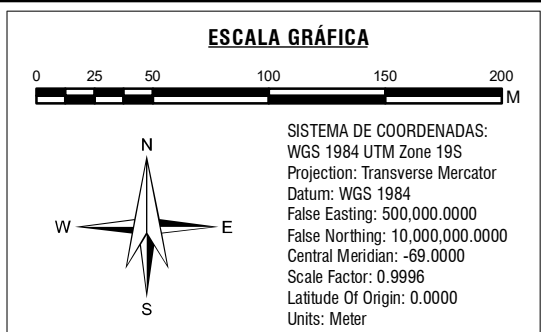 ESCALA GRÁFICA
0 25 50 100 150 200
M
N
W E
S
SISTEMA DE COORDENADAS:
WGS 1984 UTM Zone 19S
Projection: Transverse Mercator
Datum: WGS 1984
False Easting: 500,000.0000
False Northing: 10,000,000.0000
Central Meridian: -69.0000
Scale Factor: 0.9996
Latitude Of Origin: 0.0000
Units: Meter